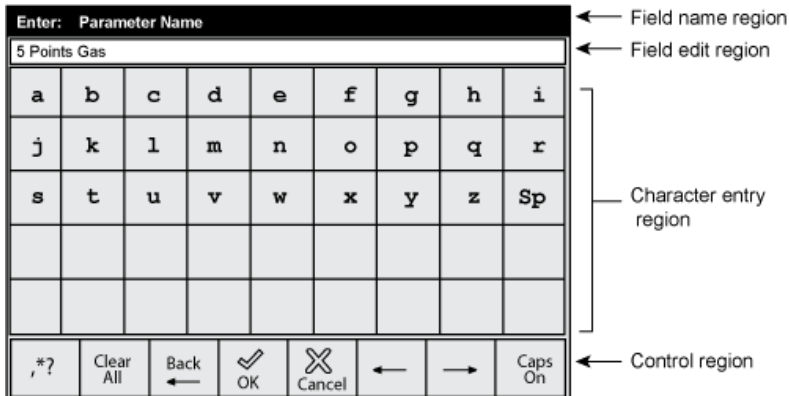 Enter: Parameter Name
Field name region
5 Points Gas
Field edit region
a b c d e f g h i
j k l m n o p q r
s t u v w x y z Sp
Character entry
region
,*?
Clear
All
Back
OK
Cancel
Caps
On
Control region